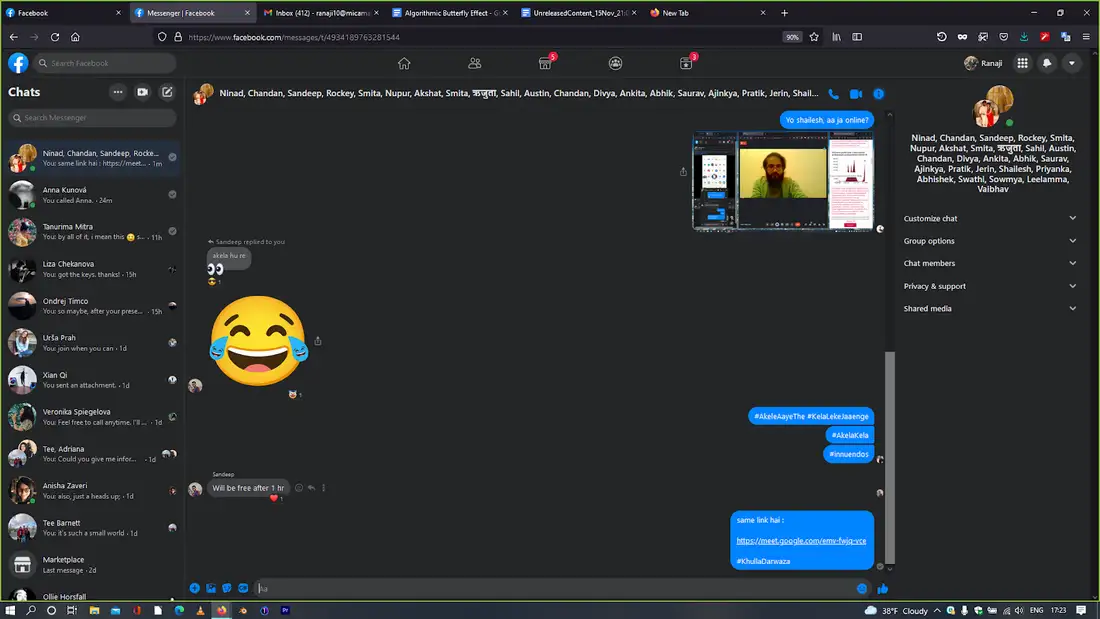 Facebook
Messenger | Facebook
Inbox (412) - ranaji10@micama
Algorithmic Butterfly Effect - G
UnreleasedContent_15Nov_21
New Tab
https://www.facebook.com/messages/t/4934189763281544
90%
Search Facebook
5
3
Ranaji
Chats
Search Messenger
Ninad, Chandan, Sandeep, Rocke...
You: same link hai : https://meet... · 1m
Anna Kunová
You called Anna. · 24m
Tanurima Mitra
You: by all of it, i mean this 😅 s... · 11h
Liza Chekanova
You: got the keys. thanks! · 15h
Ondrej Timco
You: so maybe, after your prese... · 15h
Urša Prah
You: join when you can · 1d
Xian Qi
You sent an attachment. · 1d
Veronika Spiegelova
You: Feel free to call anytime. I'll ... · 1d
Tee, Adriana
You: Could you give me infor... · 1d
Anisha Zaveri
You: also, just a heads up; · 1d
Tee Barnett
You: it's such a small world · 1d
Marketplace
Last message · 2d
Ollie Horsfall
Ninad, Chandan, Sandeep, Rockey, Smita, Nupur, Akshat, Smita, ऋजुता, Sahil, Austin, Chandan, Divya, Ankita, Abhik, Saurav, Ajinkya, Pratik, Jerin, Shail...
Yo shailesh, aa ja online?
Sandeep replied to you
akela hu re
1
1
#AkeleAayeThe #KelaLekeJaaenge
#AkelaKela
#innuendos
Sandeep
Will be free after 1 hr
1
same link hai :
https://meet.google.com/emv-fwjq-vce
#KhullaDarwaza
Aa
Ninad, Chandan, Sandeep, Rockey, Smita,
Nupur, Akshat, Smita, ऋजुता, Sahil, Austin,
Chandan, Divya, Ankita, Abhik, Saurav,
Ajinkya, Pratik, Jerin, Shailesh, Priyanka,
Abhishek, Swathi, Sowmya, Leelamma,
Vaibhav
Customize chat
Group options
Chat members
Privacy & support
Shared media
38°F Cloudy
ENG
17:23